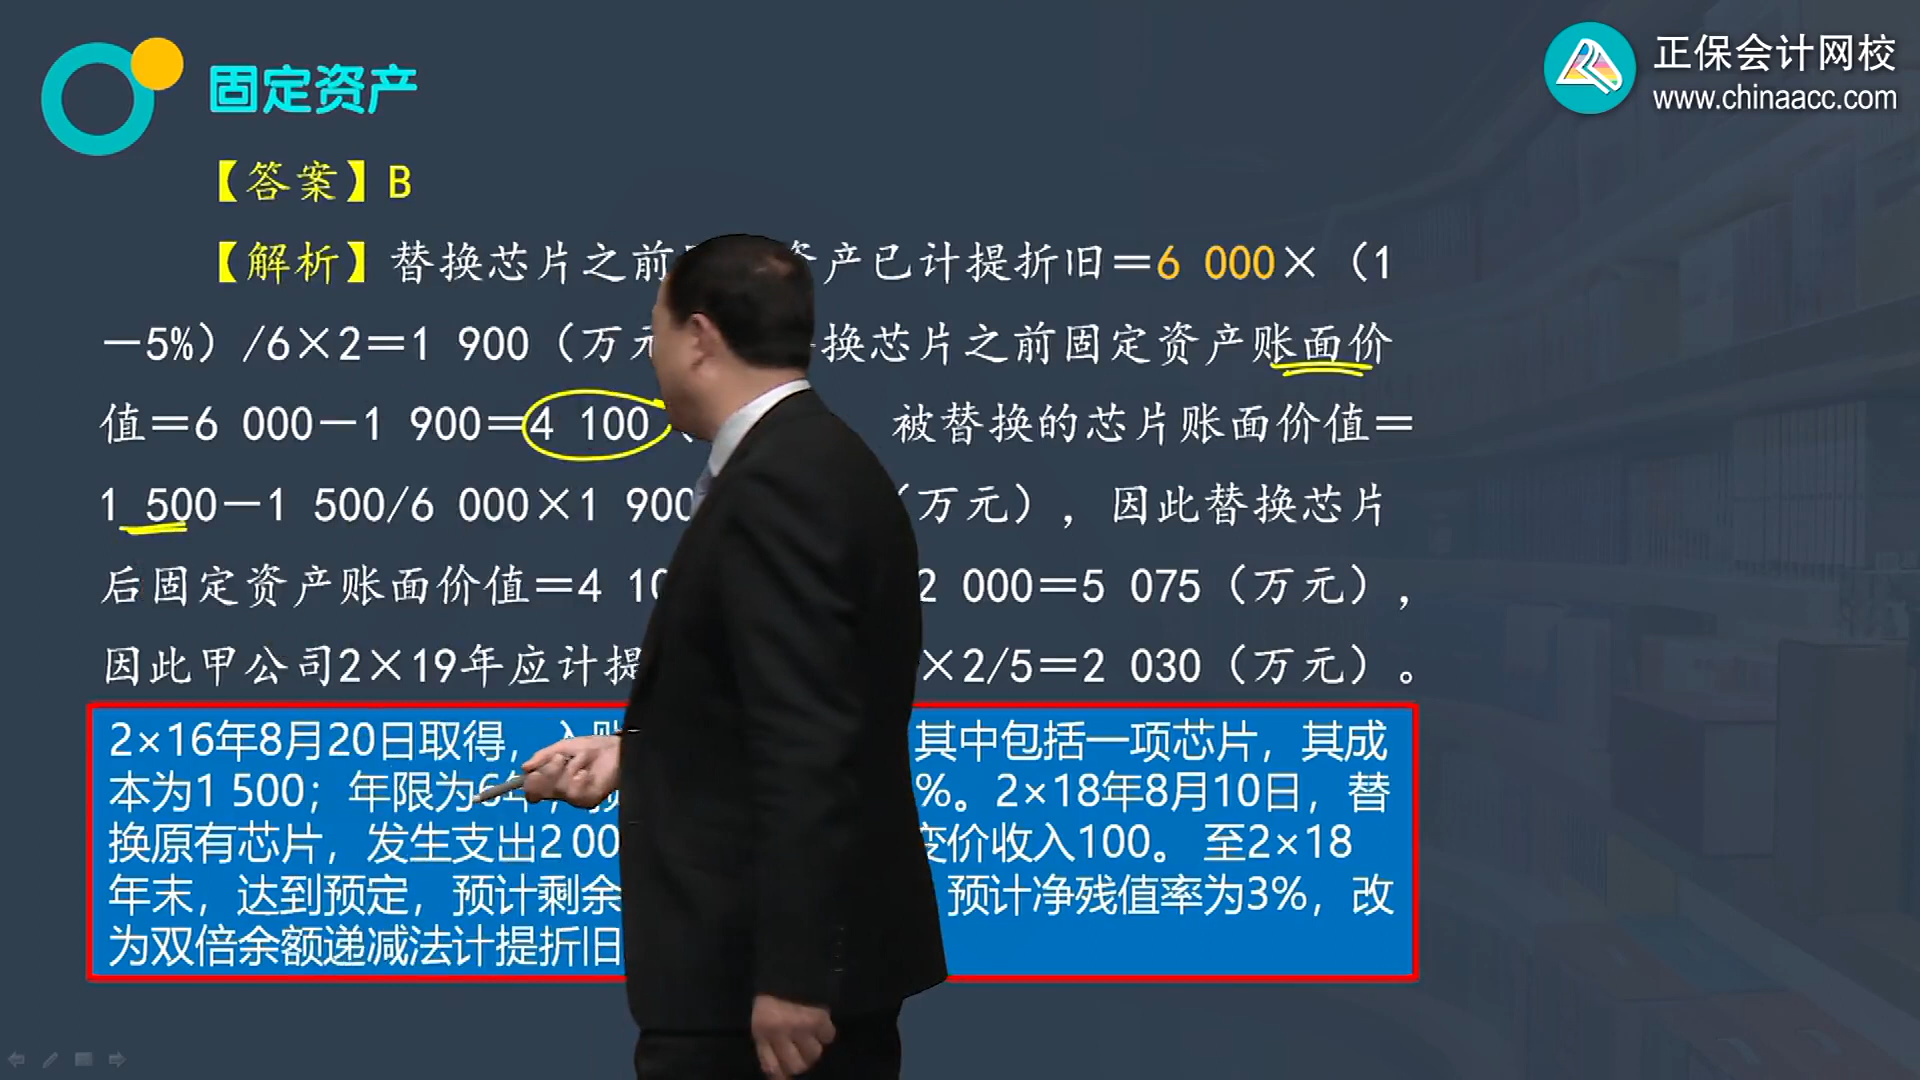 固定资产
正保会计网校
www.chinaacc.com
【答案】B
【解析】替换芯片之前 资产已计提折旧＝6 000×（1
－5%）/6×2＝1 900（万元 换芯片之前固定资产账面价
值＝6 000－1 900＝4 100（ 被替换的芯片账面价值＝
1 500－1 500/6 000×1 900 （万元），因此替换芯片
后固定资产账面价值＝4 10 2 000＝5 075（万元），
因此甲公司2×19年应计提 ×2/5＝2 030（万元）。
2×16年8月20日取得，入账 其中包括一项芯片，其成
本为1 500；年限为6年，预 %。2×18年8月10日，替
换原有芯片，发生支出2 00 变价收入100。 至2×18
年末，达到预定，预计剩余 预计净残值率为3%，改
为双倍余额递减法计提折旧